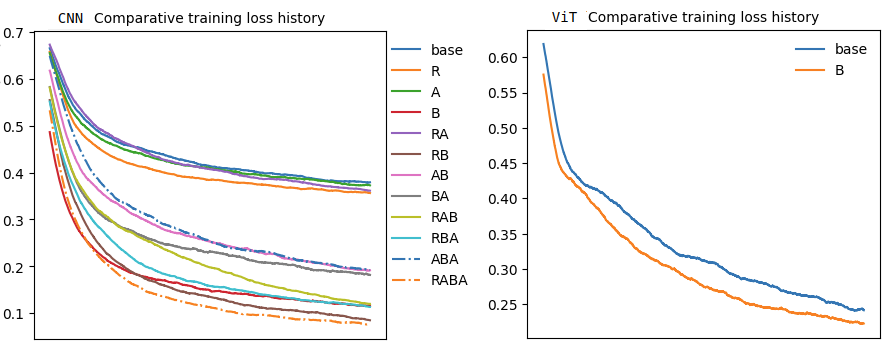 CNN Comparative training loss history
0.7
0.6
0.5
0.4
0.3
0.2
0.1
base
R
A
B
RA
RB
AB
BA
RAB
RBA
ABA
RABA
ViT Comparative training loss history
0.60
0.55
0.50
0.45
0.40
0.35
0.30
0.25
base
B